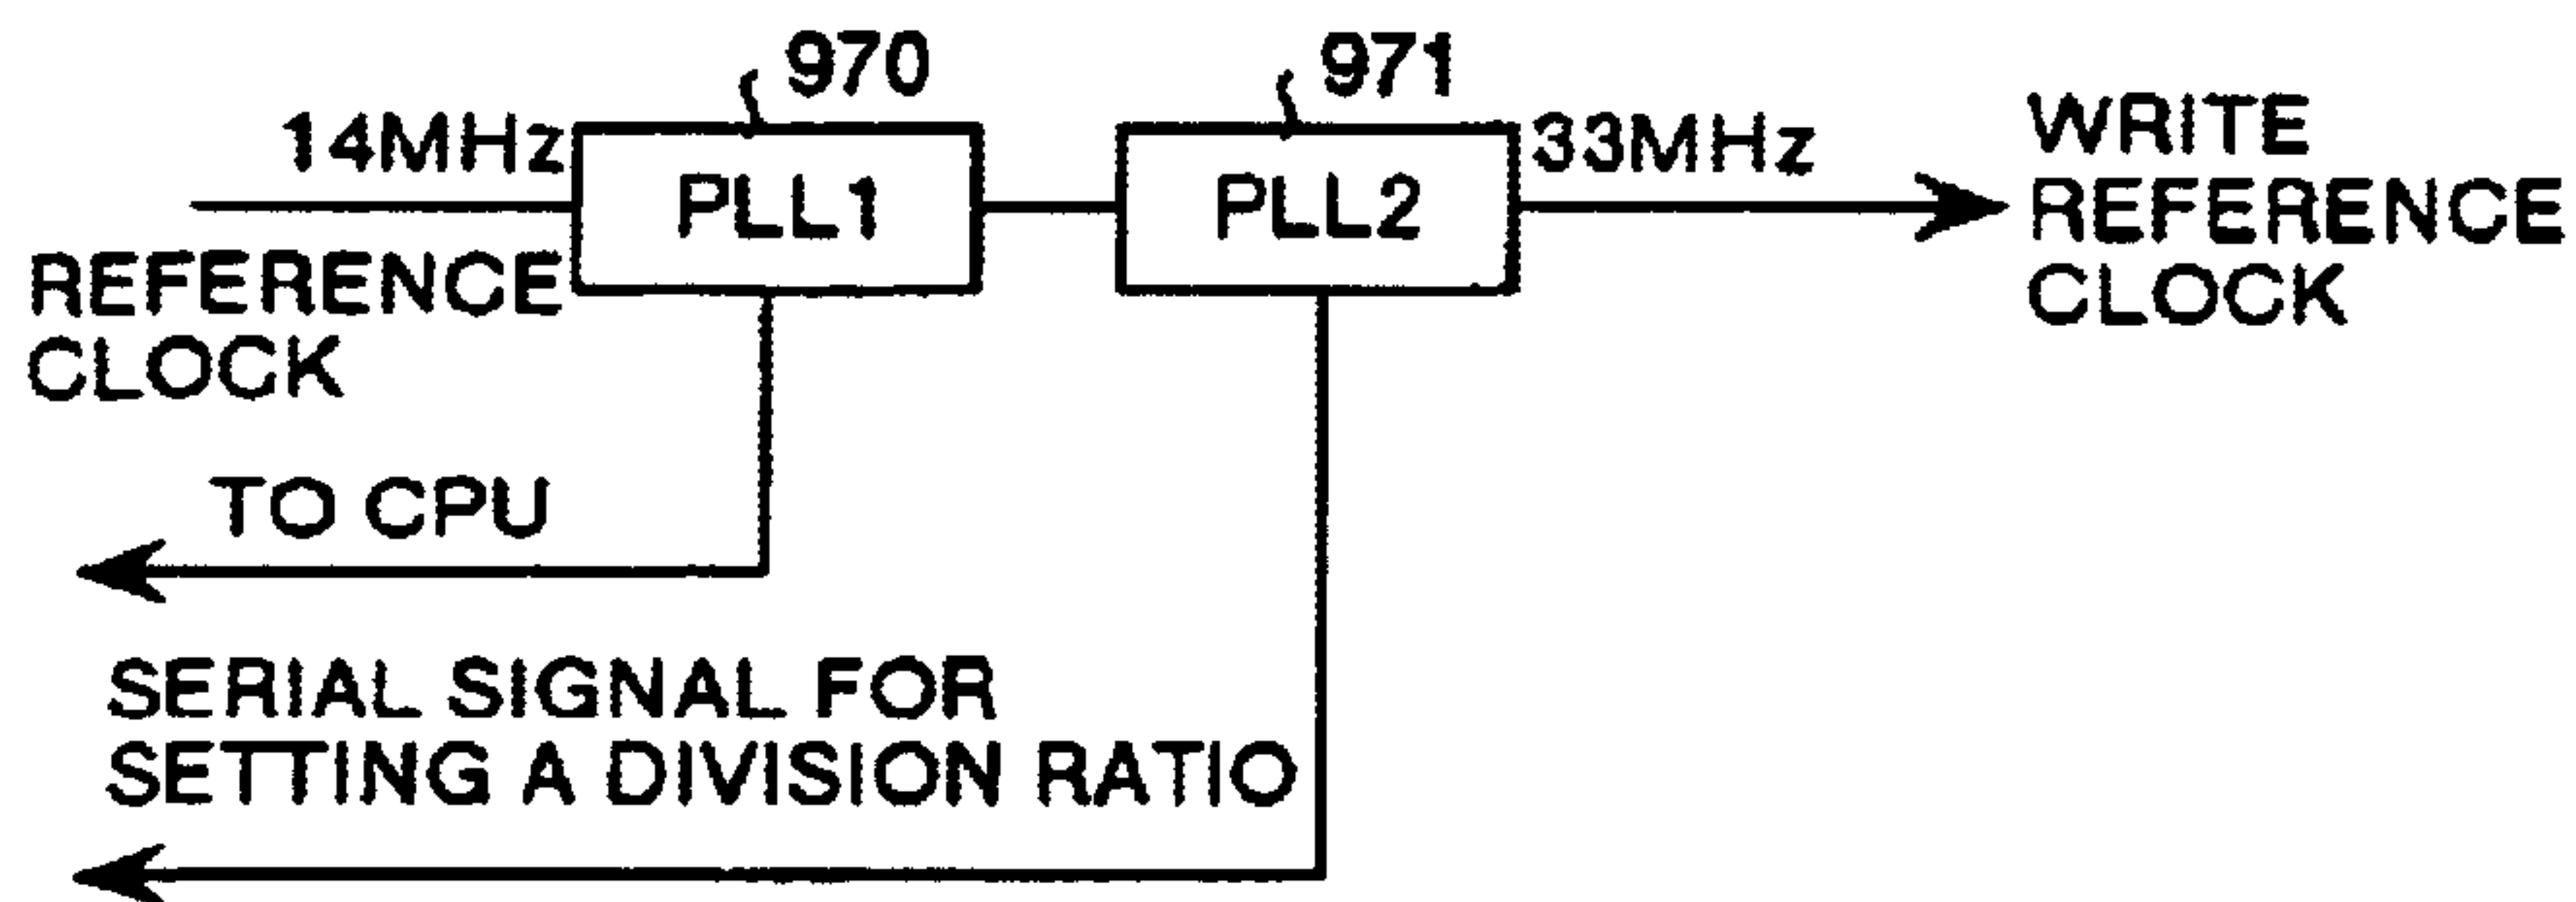 970
971
14MHz
33MHz
PLL1
PLL2
WRITE
REFERENCE
CLOCK
REFERENCE
CLOCK
TO CPU
SERIAL SIGNAL FOR
SETTING A DIVISION RATIO